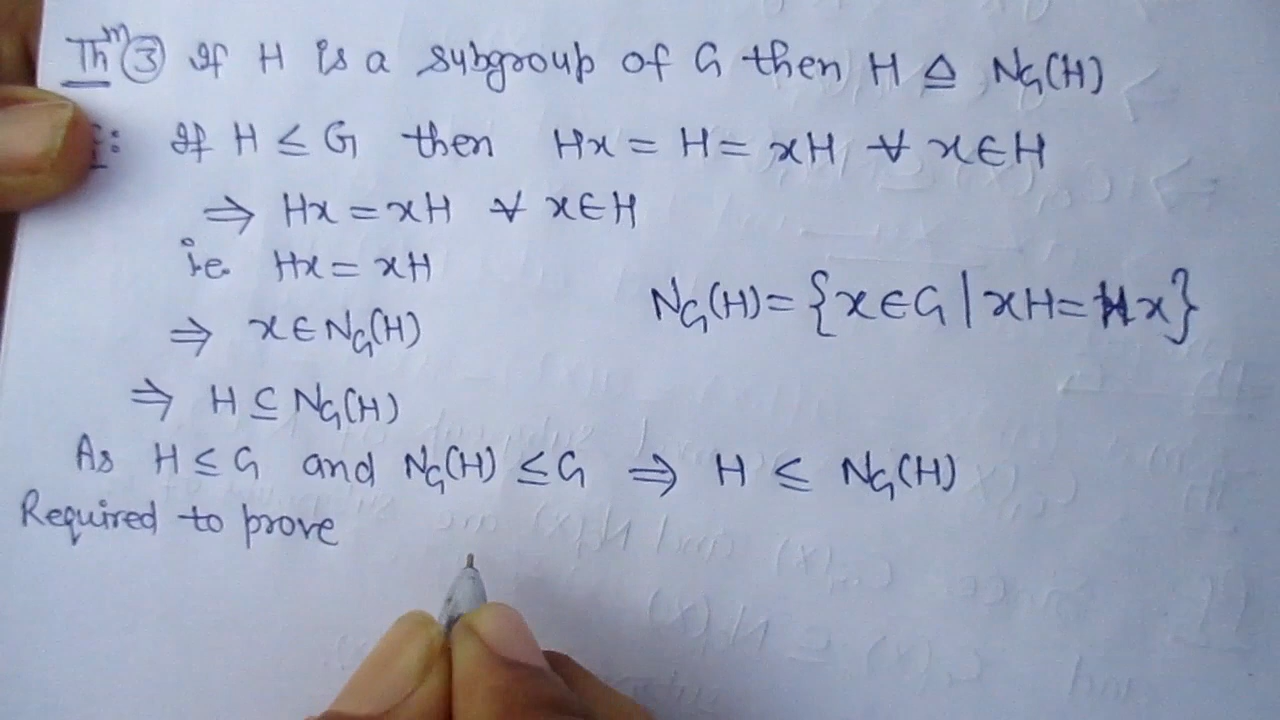 Thm ③ If H is a subgroup of G then H ⊴ NG(H)
: If H ≤ G then Hx = H = xH ∀ x∈H
⇒ Hx = xH ∀ x∈H
i.e. Hx = xH
NG(H) = {x∈G | xH = Hx}
⇒ x∈NG(H)
⇒ H ⊆ NG(H)
As H ≤ G and NG(H) ≤ G ⇒ H ≤ NG(H)
Required to prove